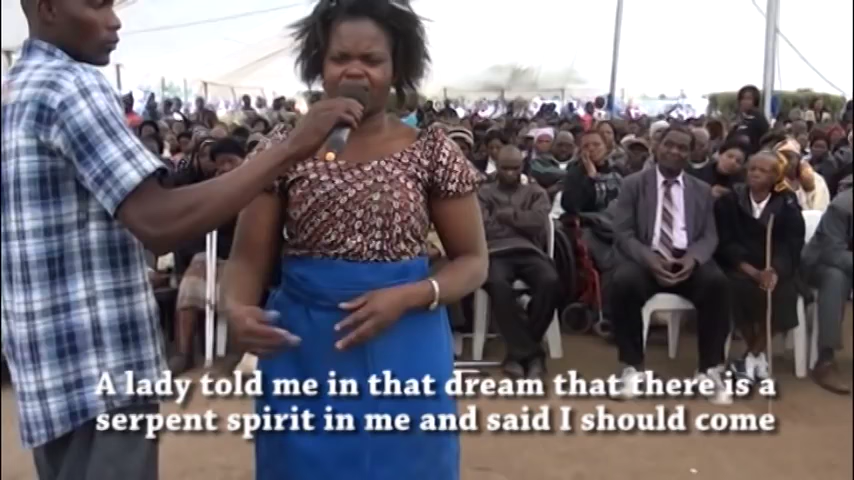 A lady told me in that dream that there is a
serpent spirit in me and said I should come